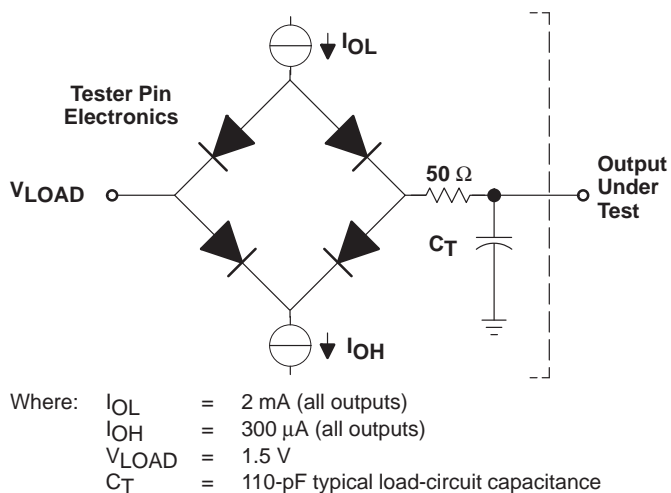 IOL
Tester Pin
Electronics
VLOAD
50 Ω
Output
Under
Test
CT
IOH
Where: IOL = 2 mA (all outputs)
IOH = 300 μA (all outputs)
VLOAD = 1.5 V
CT = 110-pF typical load-circuit capacitance